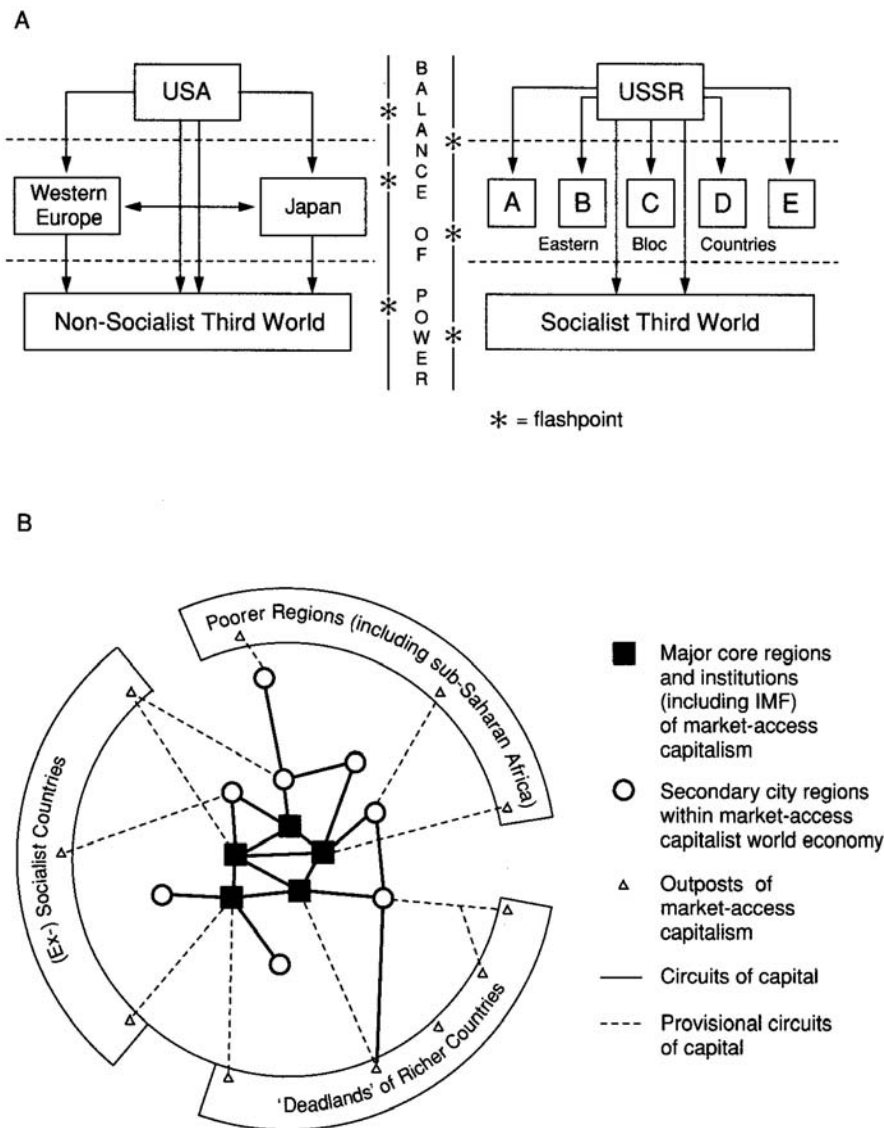 A
USA
Western
Europe
Japan
Non-Socialist Third World
BALANCE OF POWER
USSR
A B C D E
Eastern Bloc Countries
Socialist Third World
* = flashpoint
B
Poorer Regions (including sub-Saharan Africa)
(Ex-) Socialist Countries
'Deadlands' of Richer Countries
Major core regions
and institutions
(including IMF)
of market-access
capitalism
Secondary city regions
within market-access
capitalist world economy
Outposts of
market-access
capitalism
Circuits of capital
Provisional circuits
of capital